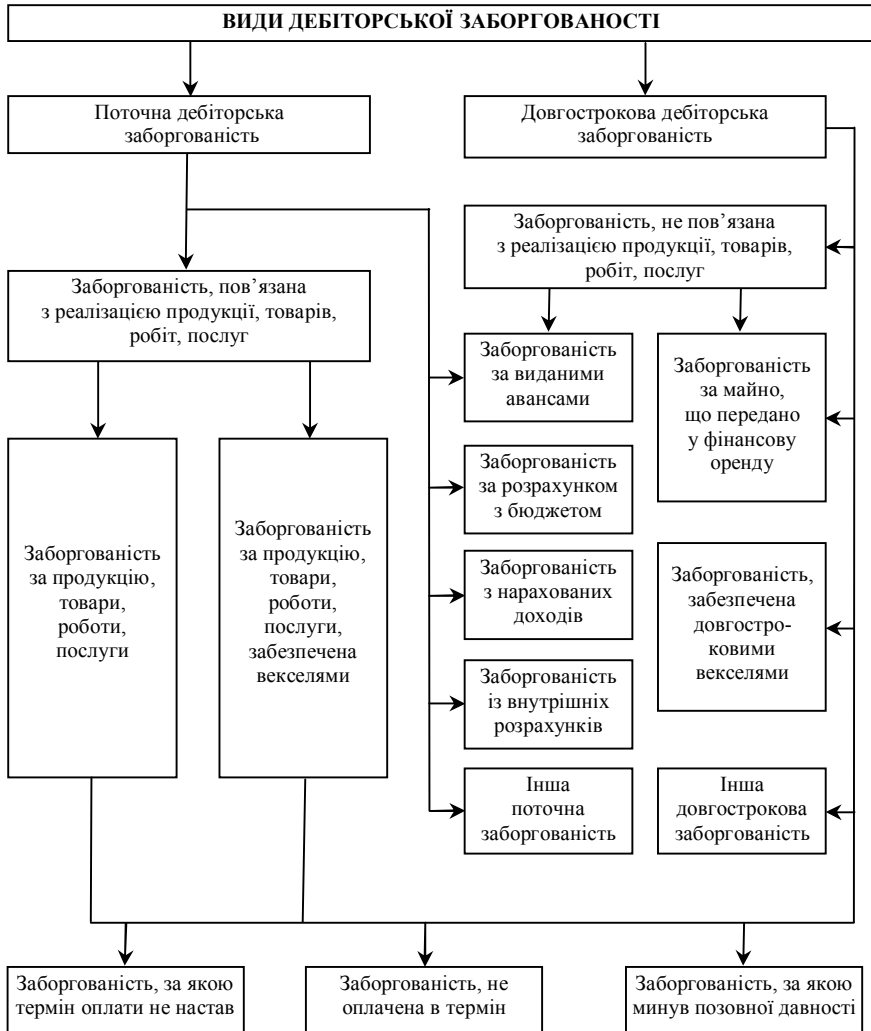 ВИДИ ДЕБІТОРСЬКОЇ ЗАБОРГОВАНОСТІ
Поточна дебіторська
заборгованість
Довгострокова дебіторська
заборгованість
Заборгованість, не пов’язана
з реалізацією продукції, товарів,
робіт, послуг
Заборгованість, пов’язана
з реалізацією продукції, товарів,
робіт, послуг
Заборгованість
за виданими
авансами
Заборгованість
за майно,
що передано
у фінансову
оренду
Заборгованість
за розрахунком
з бюджетом
Заборгованість
за продукцію,
товари,
роботи,
послуги
Заборгованість
за продукцію,
товари,
роботи,
послуги,
забезпечена
векселями
Заборгованість
з нарахованих
доходів
Заборгованість,
забезпечена
довгостро-
ковими
векселями
Заборгованість
із внутрішніх
розрахунків
Інша
поточна
заборгованість
Інша
довгострокова
заборгованість
Заборгованість, за якою
термін оплати не настав
Заборгованість, не
оплачена в термін
Заборгованість, за якою
минув позовної давності